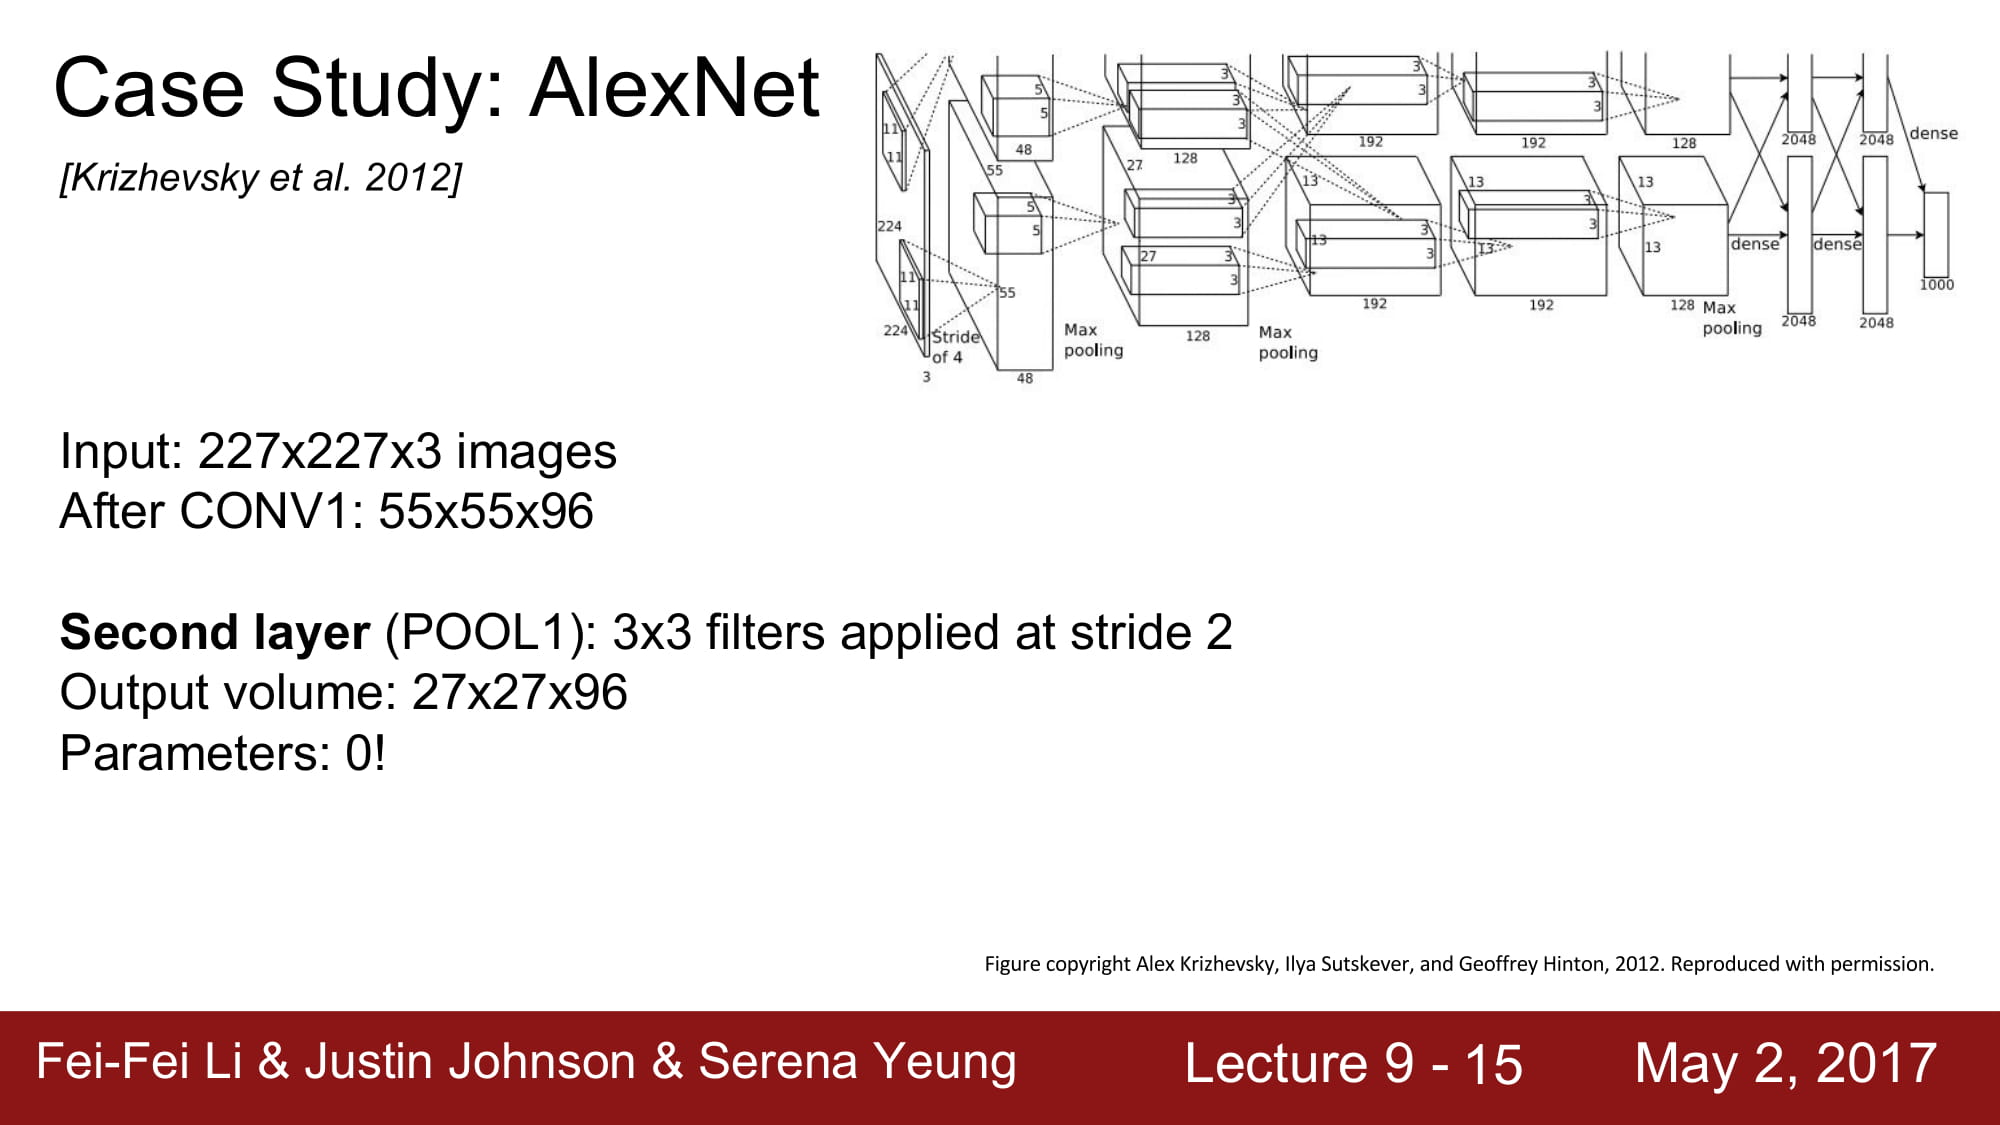 Case Study: AlexNet
[Krizhevsky et al. 2012]
11
11
224
11
11
224
3
Stride
of 4
5
5
48
55
5
5
55
48
Max
pooling
3
3
3
128
27
3
3
27
3
3
128
Max
pooling
3
3
192
13
13
3
3
192
3
3
192
13
3
3
13
192
128
13
13
128
Max
pooling
2048
2048
dense
dense
dense
2048
2048
1000
Input: 227x227x3 images
After CONV1: 55x55x96
Second layer (POOL1): 3x3 filters applied at stride 2
Output volume: 27x27x96
Parameters: 0!
Figure copyright Alex Krizhevsky, Ilya Sutskever, and Geoffrey Hinton, 2012. Reproduced with permission.
Fei-Fei Li & Justin Johnson & Serena Yeung
Lecture 9 - 15
May 2, 2017